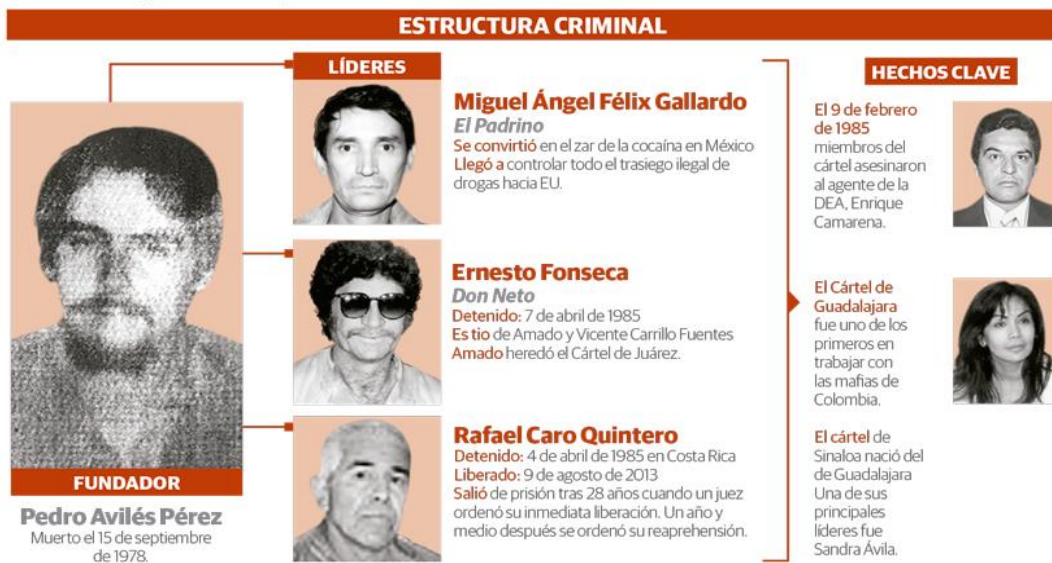 ESTRUCTURA CRIMINAL
FUNDADOR
Pedro Avilés Pérez
Muerto el 15 de septiembre
de 1978.
LÍDERES
Miguel Ángel Félix Gallardo
El Padrino
Se convirtió en el zar de la cocaína en México
Llegó a controlar todo el trasiego ilegal de
drogas hacia EU.
Ernesto Fonseca
Don Neto
Detenido: 7 de abril de 1985
Es tio de Amado y Vicente Carrillo Fuentes
Amado heredó el Cártel de Juárez.
Rafael Caro Quintero
Detenido: 4 de abril de 1985 en Costa Rica
Liberado: 9 de agosto de 2013
Salió de prisión tras 28 años cuando un juez
ordenó su inmediata liberación. Un año y
medio después se ordenó su reaprehensión.
HECHOS CLAVE
El 9 de febrero
de 1985
miembros del
cártel asesinaron
al agente de la
DEA, Enrique
Camarena.
El Cártel de
Guadalajara
fue uno de los
primeros en
trabajar con
las mafias de
Colombia.
El cártel de
Sinaloa nació del
de Guadalajara
Una de sus
principales
líderes fue
Sandra Ávila.